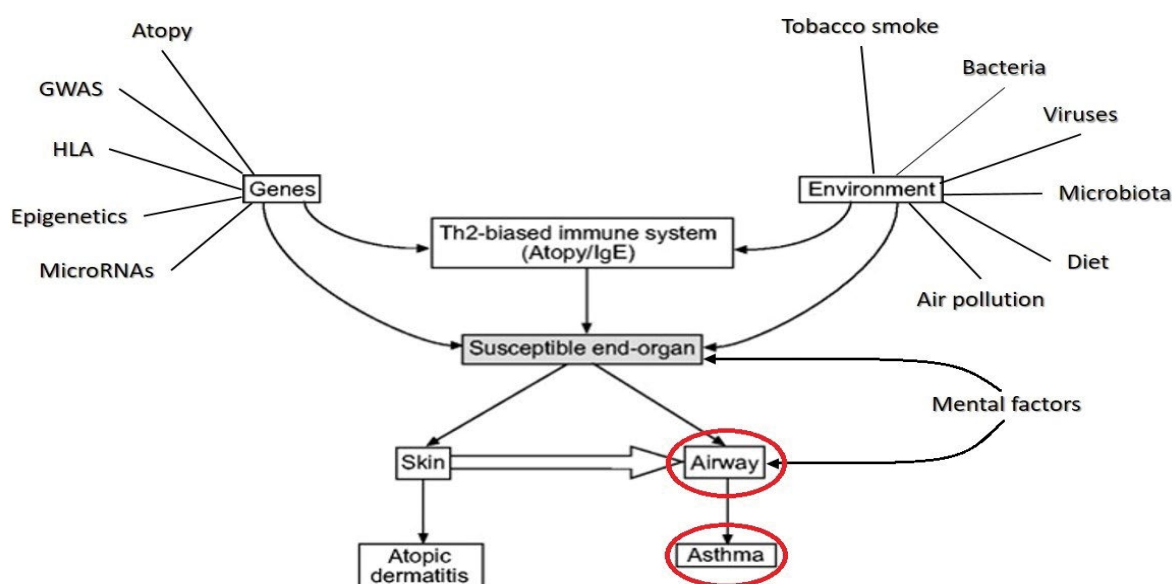 Atopy
GWAS
HLA
Epigenetics
MicroRNAs
Genes
Tobacco smoke
Bacteria
Viruses
Microbiota
Diet
Air pollution
Environment
Th2-biased immune system
(Atopy/IgE)
Susceptible end-organ
Mental factors
Skin
Airway
Atopic
dermatitis
Asthma